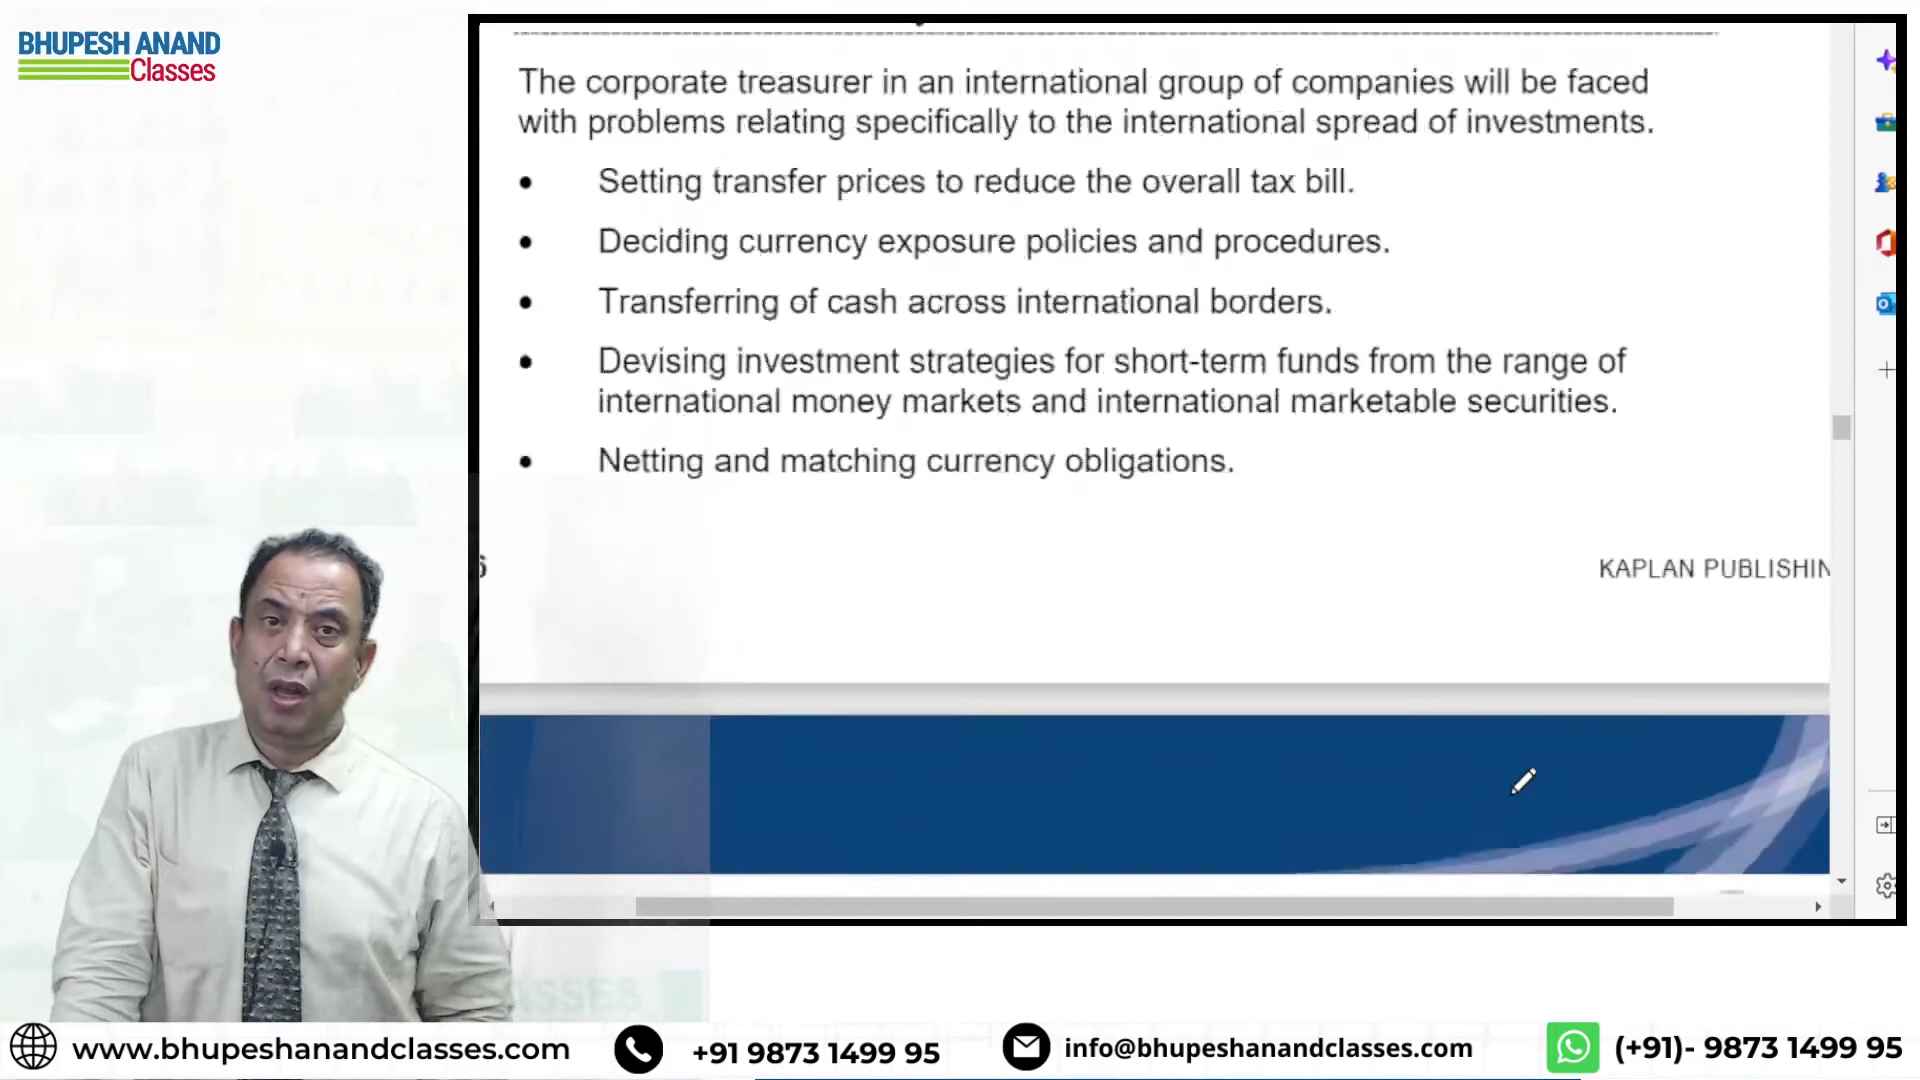 BHUPESH ANAND
Classes
The corporate treasurer in an international group of companies will be faced
with problems relating specifically to the international spread of investments.
• Setting transfer prices to reduce the overall tax bill.
• Deciding currency exposure policies and procedures.
• Transferring of cash across international borders.
• Devising investment strategies for short-term funds from the range of
international money markets and international marketable securities.
• Netting and matching currency obligations.
KAPLAN PUBLISHIN
www.bhupeshanandclasses.com
+91 9873 1499 95
info@bhupeshanandclasses.com
(+91)- 9873 1499 95